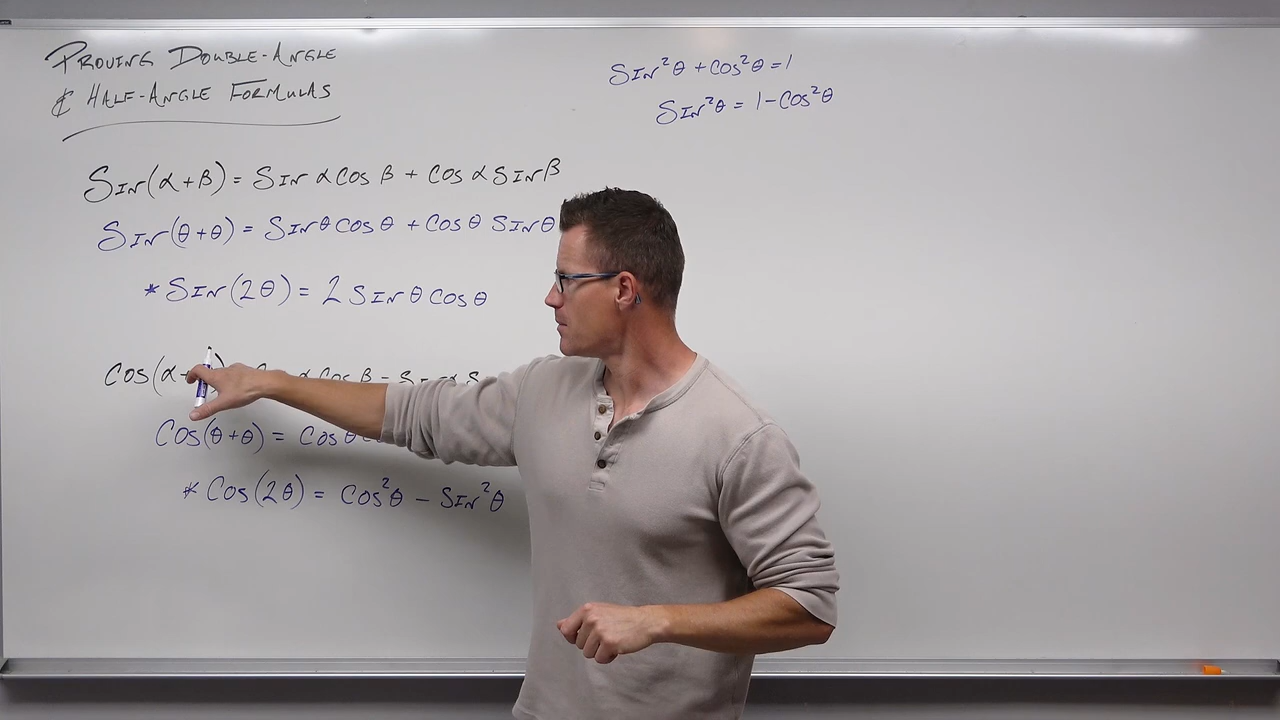 Proving Double-Angle
& Half-Angle Formulas
Sin²θ + Cos²θ = 1
Sin²θ = 1 - Cos²θ
Sin(α + β) = Sin α Cos β + Cos α Sin β
Sin(θ + θ) = Sin θ Cos θ + Cos θ Sin θ
* Sin(2θ) = 2 Sin θ Cos θ
Cos(α + α Cos β -
Cos(θ + θ) = Cos θ
* Cos(2θ) = Cos²θ - Sin²θ